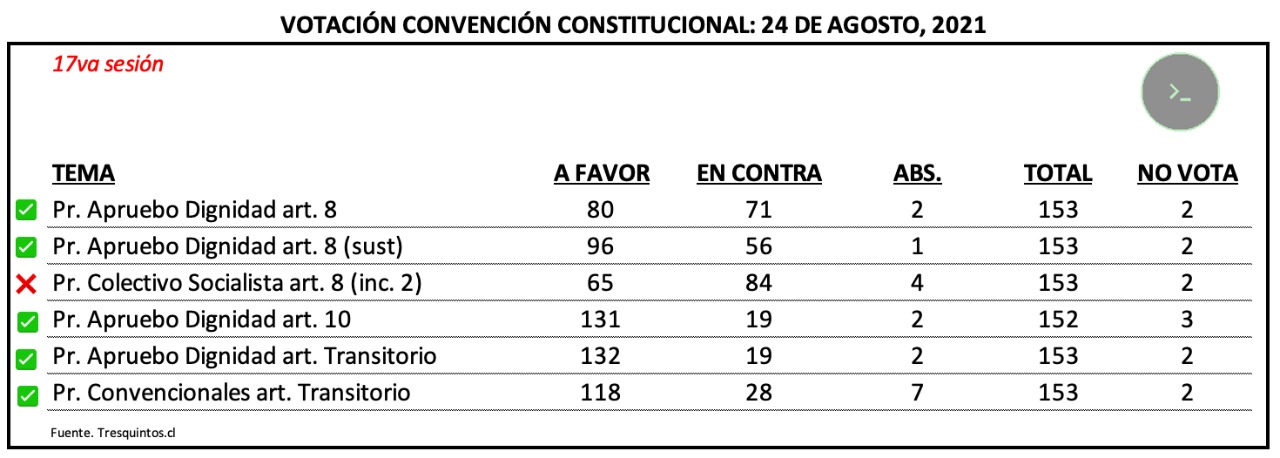 VOTACIÓN CONVENCIÓN CONSTITUCIONAL: 24 DE AGOSTO, 2021
17va sesión
>_
TEMA A FAVOR EN CONTRA ABS. TOTAL NO VOTA
✅ Pr. Apruebo Dignidad art. 8 80 71 2 153 2
✅ Pr. Apruebo Dignidad art. 8 (sust) 96 56 1 153 2
❌ Pr. Colectivo Socialista art. 8 (inc. 2) 65 84 4 153 2
✅ Pr. Apruebo Dignidad art. 10 131 19 2 152 3
✅ Pr. Apruebo Dignidad art. Transitorio 132 19 2 153 2
✅ Pr. Convencionales art. Transitorio 118 28 7 153 2
Fuente. Tresquintos.cl